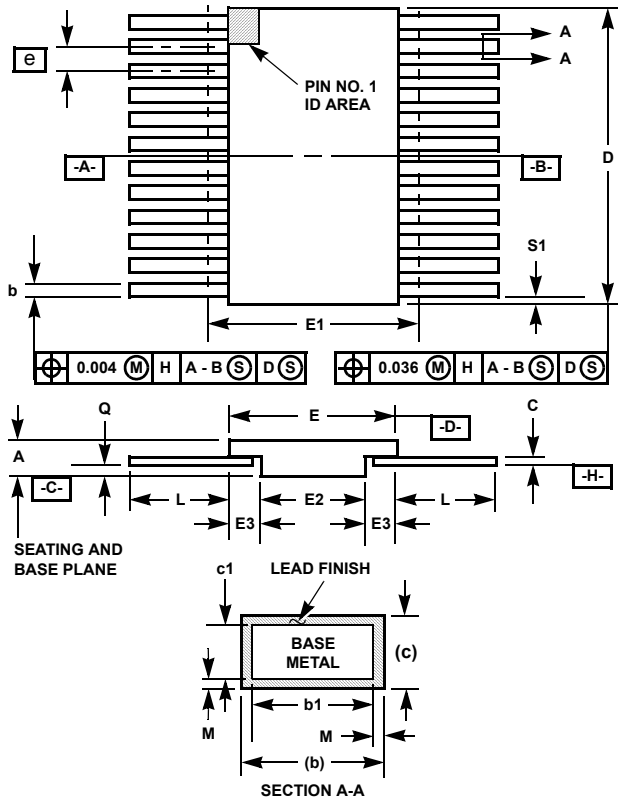 e
A
A
PIN NO. 1
ID AREA
-A-
-B-
D
S1
b
E1
0.004 M H A - B S D S
0.036 M H A - B S D S
Q
E
-D-
C
A
-C-
-H-
L
E2
L
E3
E3
SEATING AND
BASE PLANE
c1
LEAD FINISH
BASE
METAL
(c)
b1
M
M
(b)
SECTION A-A